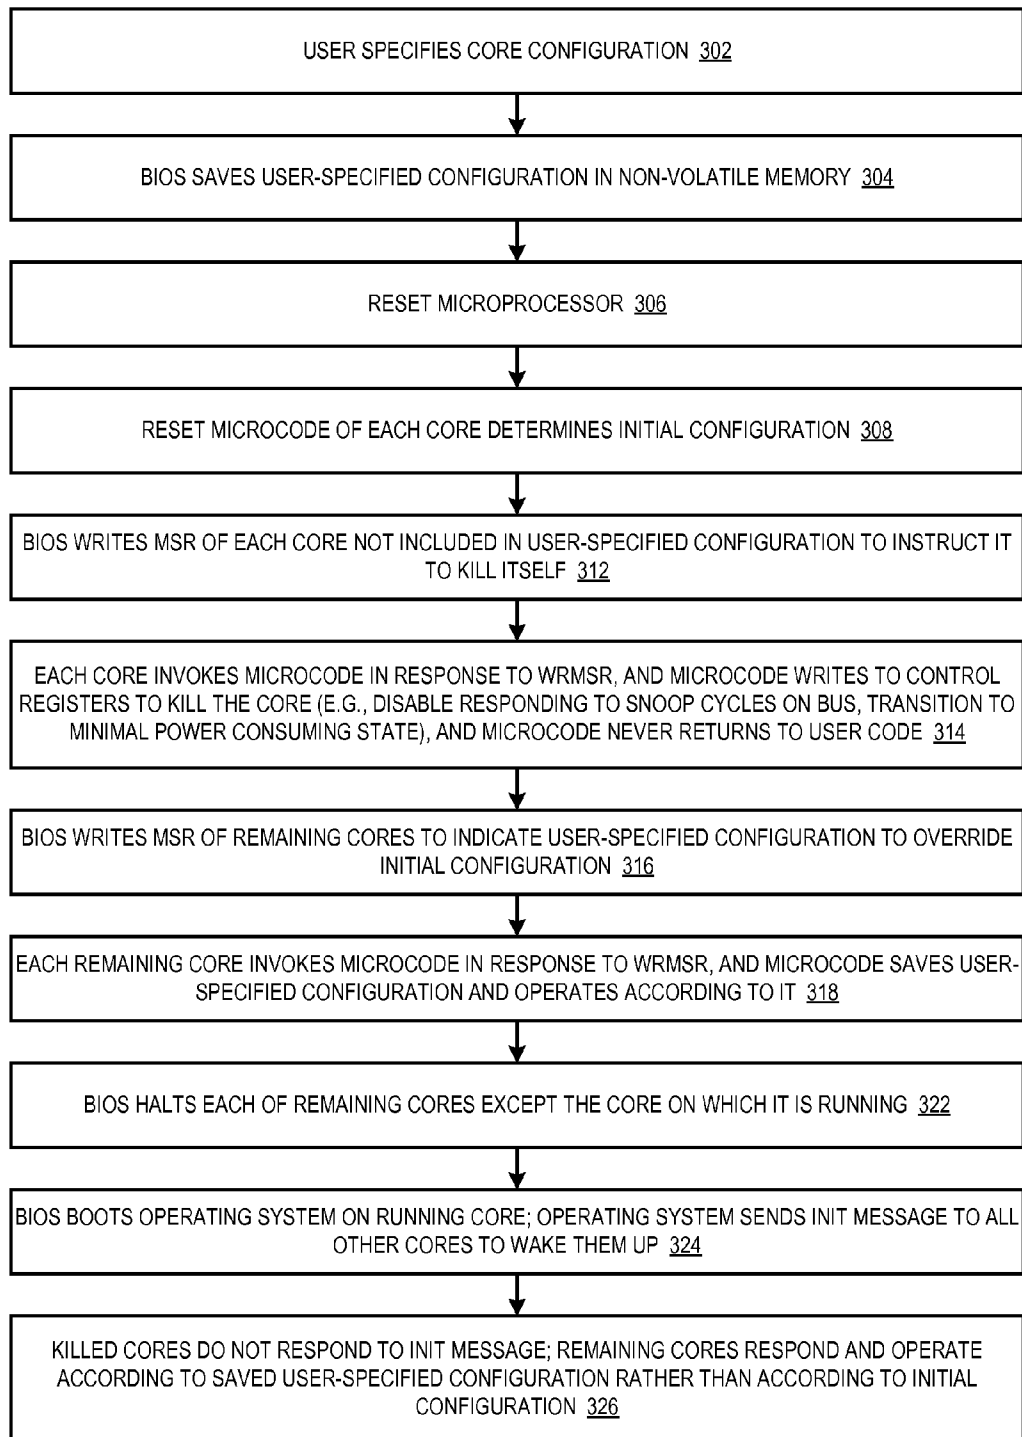 USER SPECIFIES CORE CONFIGURATION 302
BIOS SAVES USER-SPECIFIED CONFIGURATION IN NON-VOLATILE MEMORY 304
RESET MICROPROCESSOR 306
RESET MICROCODE OF EACH CORE DETERMINES INITIAL CONFIGURATION 308
BIOS WRITES MSR OF EACH CORE NOT INCLUDED IN USER-SPECIFIED CONFIGURATION TO INSTRUCT IT
TO KILL ITSELF 312
EACH CORE INVOKES MICROCODE IN RESPONSE TO WRMSR, AND MICROCODE WRITES TO CONTROL
REGISTERS TO KILL THE CORE (E.G., DISABLE RESPONDING TO SNOOP CYCLES ON BUS, TRANSITION TO
MINIMAL POWER CONSUMING STATE), AND MICROCODE NEVER RETURNS TO USER CODE 314
BIOS WRITES MSR OF REMAINING CORES TO INDICATE USER-SPECIFIED CONFIGURATION TO OVERRIDE
INITIAL CONFIGURATION 316
EACH REMAINING CORE INVOKES MICROCODE IN RESPONSE TO WRMSR, AND MICROCODE SAVES USER-
SPECIFIED CONFIGURATION AND OPERATES ACCORDING TO IT 318
BIOS HALTS EACH OF REMAINING CORES EXCEPT THE CORE ON WHICH IT IS RUNNING 322
BIOS BOOTS OPERATING SYSTEM ON RUNNING CORE; OPERATING SYSTEM SENDS INIT MESSAGE TO ALL
OTHER CORES TO WAKE THEM UP 324
KILLED CORES DO NOT RESPOND TO INIT MESSAGE; REMAINING CORES RESPOND AND OPERATE
ACCORDING TO SAVED USER-SPECIFIED CONFIGURATION RATHER THAN ACCORDING TO INITIAL
CONFIGURATION 326